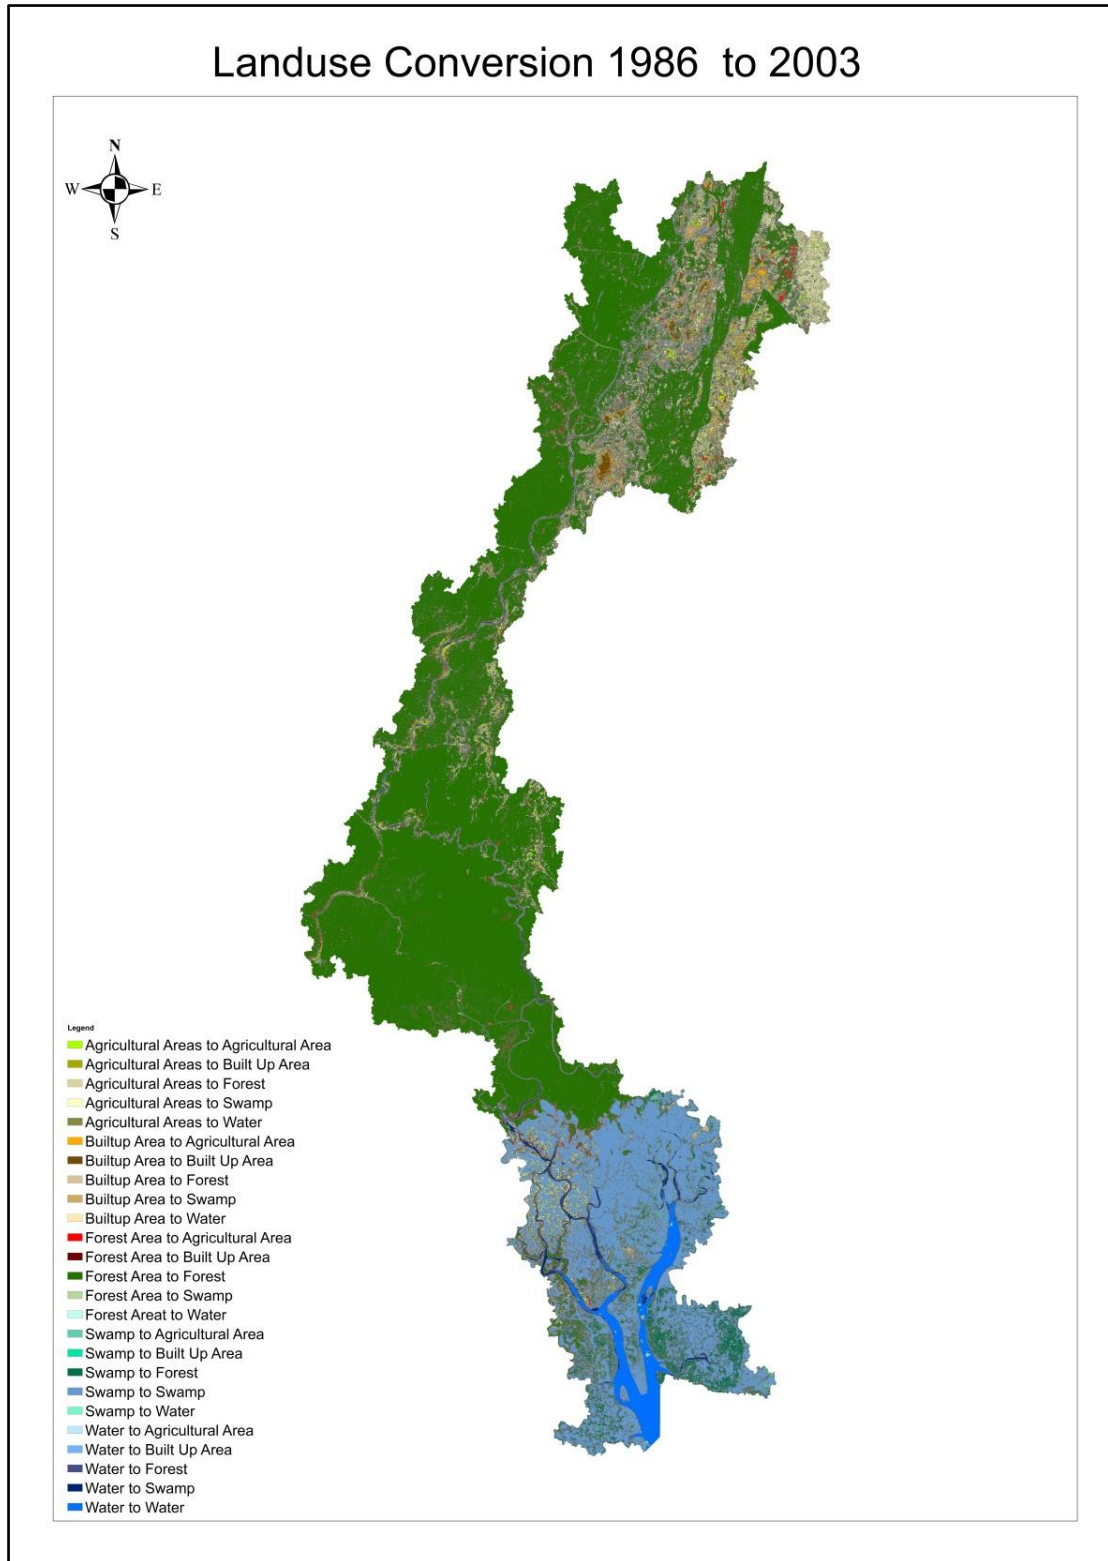 Landuse Conversion 1986 to 2003
N
W E
S
Legend
Agricultural Areas to Agricultural Area
Agricultural Areas to Built Up Area
Agricultural Areas to Forest
Agricultural Areas to Swamp
Agricultural Areas to Water
Builtup Area to Agricultural Area
Builtup Area to Built Up Area
Builtup Area to Forest
Builtup Area to Swamp
Builtup Area to Water
Forest Area to Agricultural Area
Forest Area to Built Up Area
Forest Area to Forest
Forest Area to Swamp
Forest Areat to Water
Swamp to Agricultural Area
Swamp to Built Up Area
Swamp to Forest
Swamp to Swamp
Swamp to Water
Water to Agricultural Area
Water to Built Up Area
Water to Forest
Water to Swamp
Water to Water